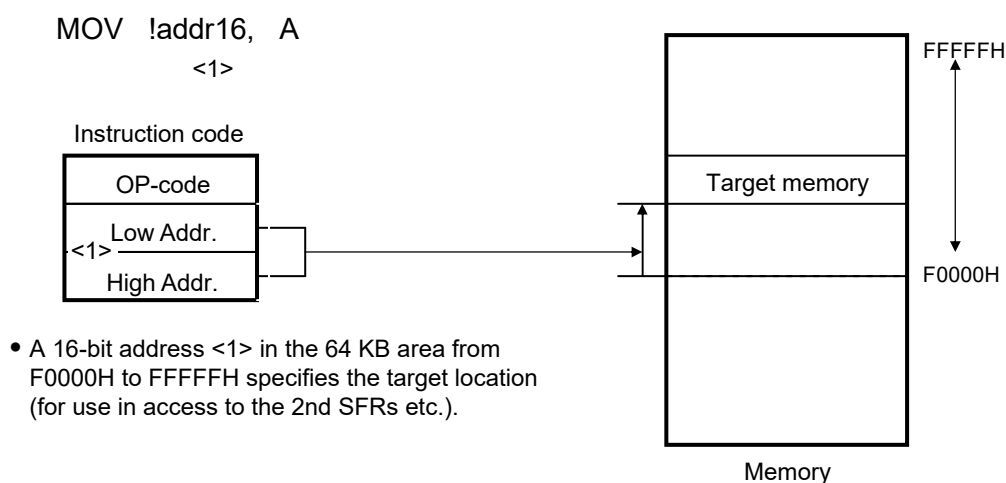 MOV !addr16, A
<1>
Instruction code
OP-code
Low Addr.
<1>
High Addr.
FFFFFH
Target memory
F0000H
Memory
• A 16-bit address <1> in the 64 KB area from
F0000H to FFFFFH specifies the target location
(for use in access to the 2nd SFRs etc.).